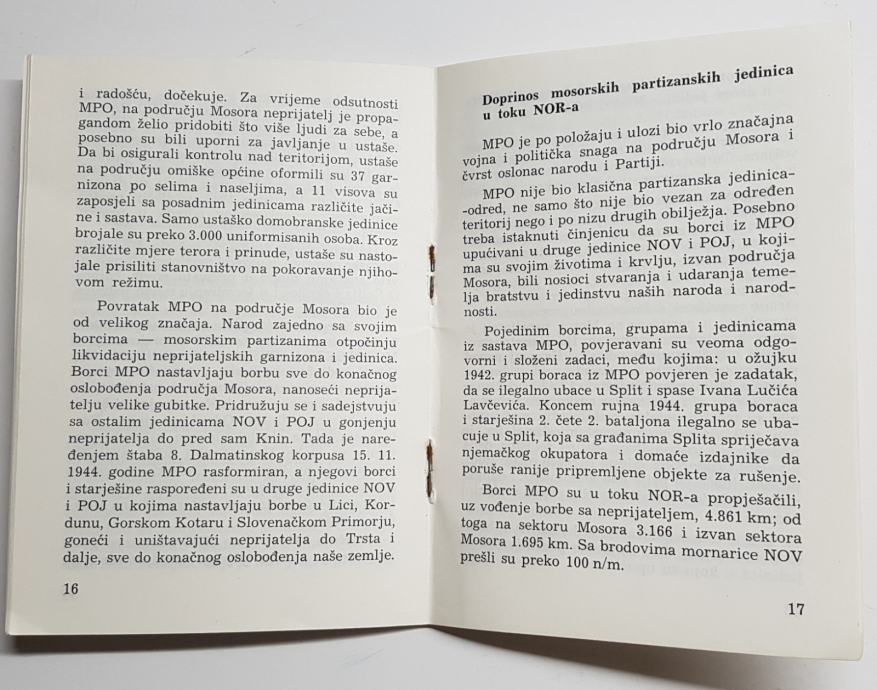 i radošću, dočekuje. Za vrijeme odsutnosti
MPO, na području Mosora neprijatelj je propa-
gandom želio pridobiti što više ljudi za sebe, a
posebno su bili uporni za javljanje u ustaše.
Da bi osigurali kontrolu nad teritorijom, ustaše
na području omiške općine oformili su 37 gar-
nizona po selima i naseljima, a 11 visova su
zaposjeli sa posadnim jedinicama različite jači-
ne i sastava. Samo ustaško domobranske jedinice
brojale su preko 3.000 uniformisanih osoba. Kroz
različite mjere terora i prinude, ustaše su nasto-
jale prisiliti stanovništvo na pokoravanje njiho-
vom režimu.
Povratak MPO na područje Mosora bio je
od velikog značaja. Narod zajedno sa svojim
borcima — mosorskim partizanima otpočinju
likvidaciju neprijateljskih garnizona i jedinica.
Borci MPO nastavljaju borbu sve do konačnog
oslobođenja područja Mosora, nanoseći neprija-
telju velike gubitke. Pridružuju se i sadejstvuju
sa ostalim jedinicama NOV i POJ u gonjenju
neprijatelja do pred sam Knin. Tada je nare-
đenjem štaba 8. Dalmatinskog korpusa 15. 11.
1944. godine MPO rasformiran, a njegovi borci
i starješine raspoređeni su u druge jedinice NOV
i POJ u kojima nastavljaju borbe u Lici, Kor-
dunu, Gorskom Kotaru i Slovenačkom Primorju,
goneći i uništavajući neprijatelja do Trsta i
dalje, sve do konačnog oslobođenja naše zemlje.
16
Doprinos mosorskih partizanskih jedinica
u toku NOR-a
MPO je po položaju i ulozi bio vrlo značajna
vojna i politička snaga na području Mosora i
čvrst oslonac narodu i Partiji.
MPO nije bio klasična partizanska jedinica-
-odred, ne samo što nije bio vezan za određen
teritorij nego i po nizu drugih obilježja. Posebno
treba istaknuti činjenicu da su borci iz MPO
upućivani u druge jedinice NOV i POJ, u koji-
ma su svojim životima i krvlju, izvan područja
Mosora, bili nosioci stvaranja i udaranja teme-
lja bratstvu i jedinstvu naših naroda i narod-
nosti.
Pojedinim borcima, grupama i jedinicama
iz sastava MPO, povjeravani su veoma odgo-
vorni i složeni zadaci, među kojima: u ožujku
1942. grupi boraca iz MPO povjeren je zadatak,
da se ilegalno ubace u Split i spase Ivana Lučića
Lavčevića. Koncem rujna 1944. grupa boraca
i starješina 2. čete 2. bataljona ilegalno se uba-
cuje u Split, koja sa građanima Splita spriječava
njemačkog okupatora i domaće izdajnike da
poruše ranije pripremljene objekte za rušenje.
Borci MPO su u toku NOR-a propješačili,
uz vođenje borbe sa neprijateljem, 4.861 km; od
toga na sektoru Mosora 3.166 i izvan sektora
Mosora 1.695 km. Sa brodovima mornarice NOV
prešli su preko 100 n/m.
17